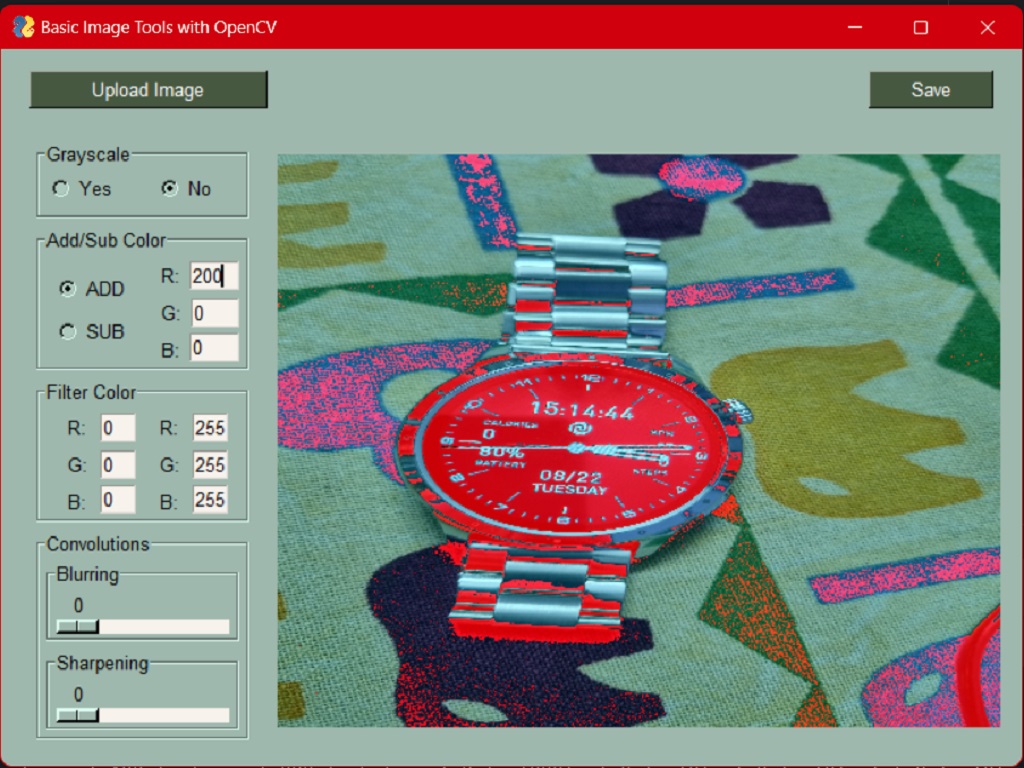 Basic Image Tools with OpenCV
Upload Image
Save
Grayscale
Yes
No
Add/Sub Color
ADD
SUB
R: 200
G: 0
B: 0
Filter Color
R: 0 R: 255
G: 0 G: 255
B: 0 B: 255
Convolutions
Blurring
0
Sharpening
0
12
15:14:44
CALORIES
0
80%
BATTERY
STEPS
08/22
TUESDAY